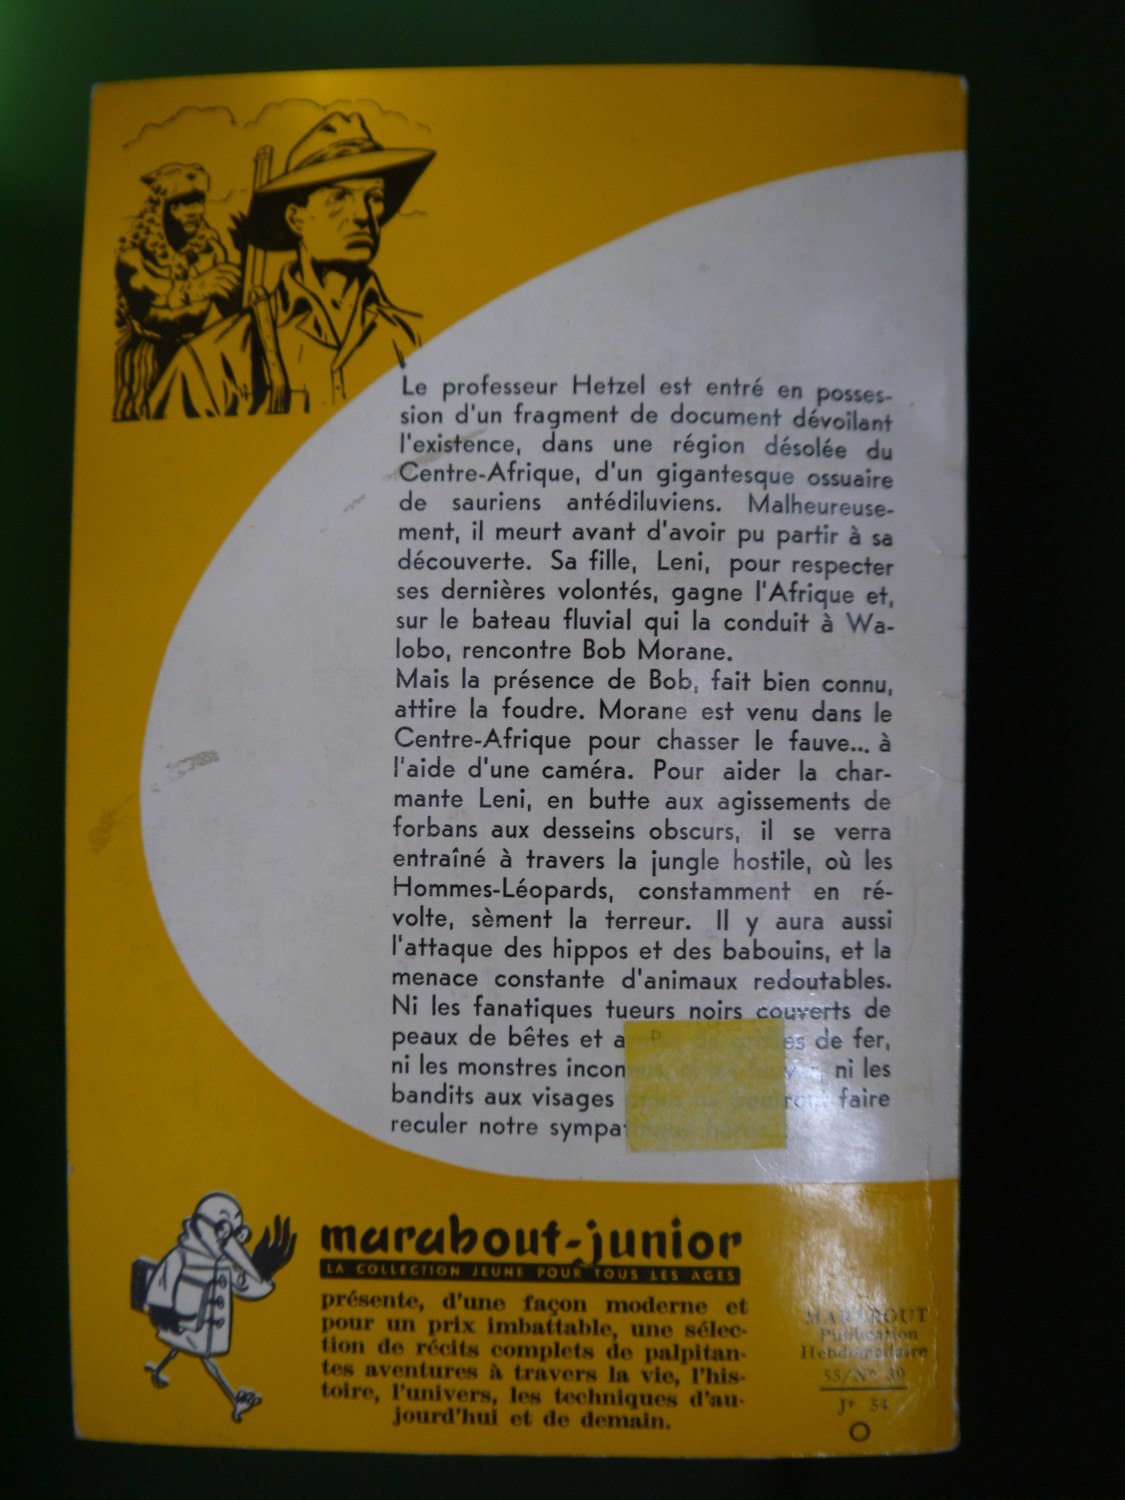 Le professeur Hetzel est entré en posses-
sion d'un fragment de document dévoilant
l'existence, dans une région désolée du
Centre-Afrique, d'un gigantesque ossuaire
de sauriens antédiluviens. Malheureuse-
ment, il meurt avant d'avoir pu partir à sa
découverte. Sa fille, Leni, pour respecter
ses dernières volontés, gagne l'Afrique et,
sur le bateau fluvial qui la conduit à Wa-
lobo, rencontre Bob Morane.
Mais la présence de Bob, fait bien connu,
attire la foudre. Morane est venu dans le
Centre-Afrique pour chasser le fauve... à
l'aide d'une caméra. Pour aider la char-
mante Leni, en butte aux agissements de
forbans aux desseins obscurs, il se verra
entraîné à travers la jungle hostile, où les
Hommes-Léopards, constamment en ré-
volte, sèment la terreur. Il y aura aussi
l'attaque des hippos et des babouins, et la
menace constante d'animaux redoutables.
Ni les fanatiques tueurs noirs couverts de
peaux de bêtes et de fer,
ni les monstres ni les
bandits aux visages faire
reculer notre
marabout-junior
LA COLLECTION JEUNE POUR TOUS LES AGES
présente, d'une façon moderne et
pour un prix imbattable, une sélec-
tion de récits complets de palpitan-
tes aventures à travers la vie, l'his-
toire, l'univers, les techniques d'au-
jourd'hui et de demain.
MARABOUT
Publication
Hebdomadaire
55/N° 39
Jr 54